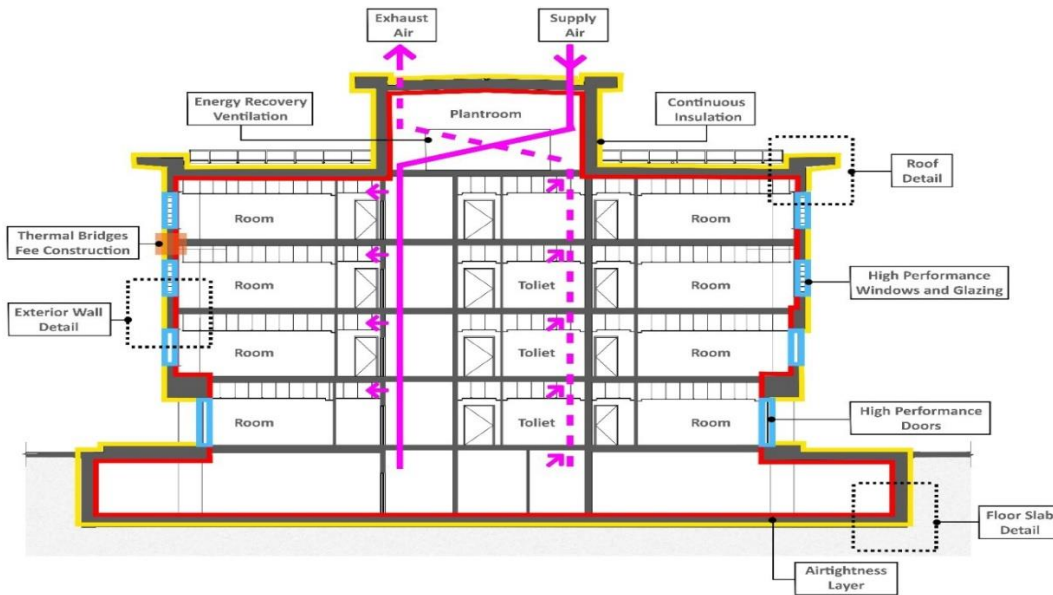 Exhaust
Air
Supply
Air
Energy Recovery
Ventilation
Plantroom
Continuous
Insulation
Roof
Detail
Room
Room
Thermal Bridges
Fee Construction
Room
Toliet
Room
High Performance
Windows and Glazing
Exterior Wall
Detail
Room
Toliet
Room
High Performance
Doors
Room
Toliet
Room
Floor Slab
Detail
Airtightness
Layer